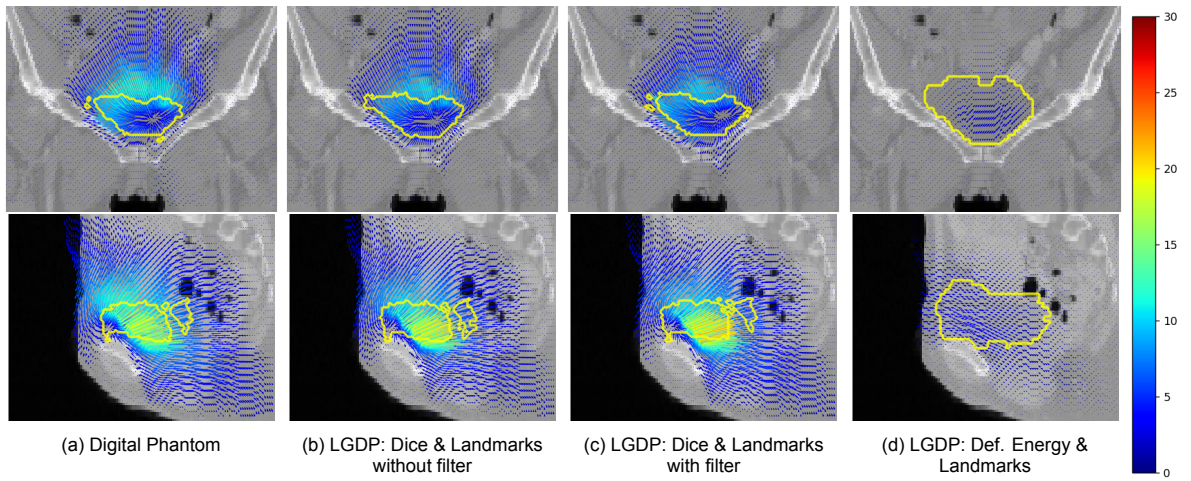 30
25
20
15
10
5
0
(a) Digital Phantom
(b) LGDP: Dice & Landmarks
without filter
(c) LGDP: Dice & Landmarks
with filter
(d) LGDP: Def. Energy &
Landmarks